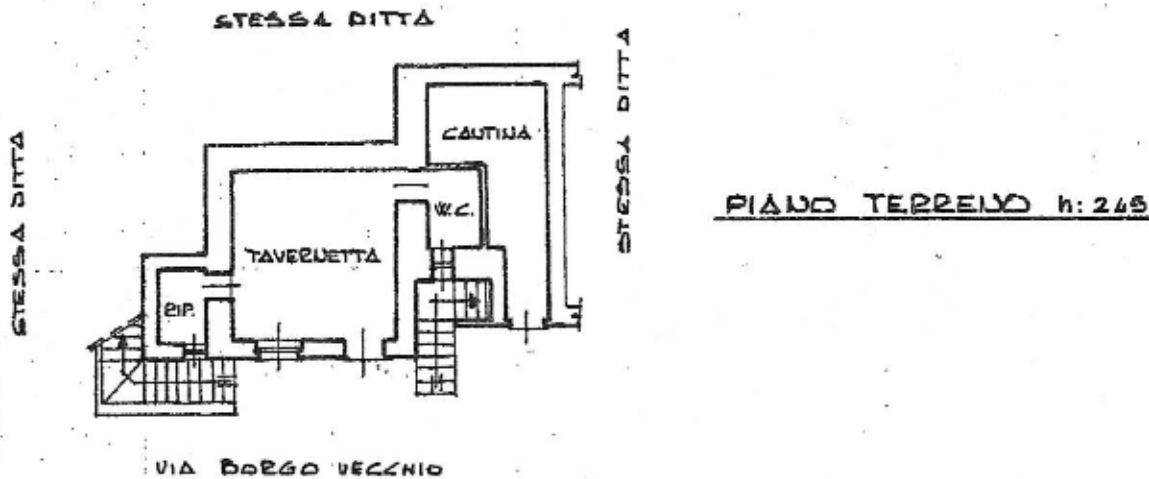 STESSA DITTA
STESSA DITTA
STESSA DITTA
CANTINA
W.C.
TAVERNETTA
RIP.
PIANO TERRENO h: 245
VIA BORGO VECCHIO